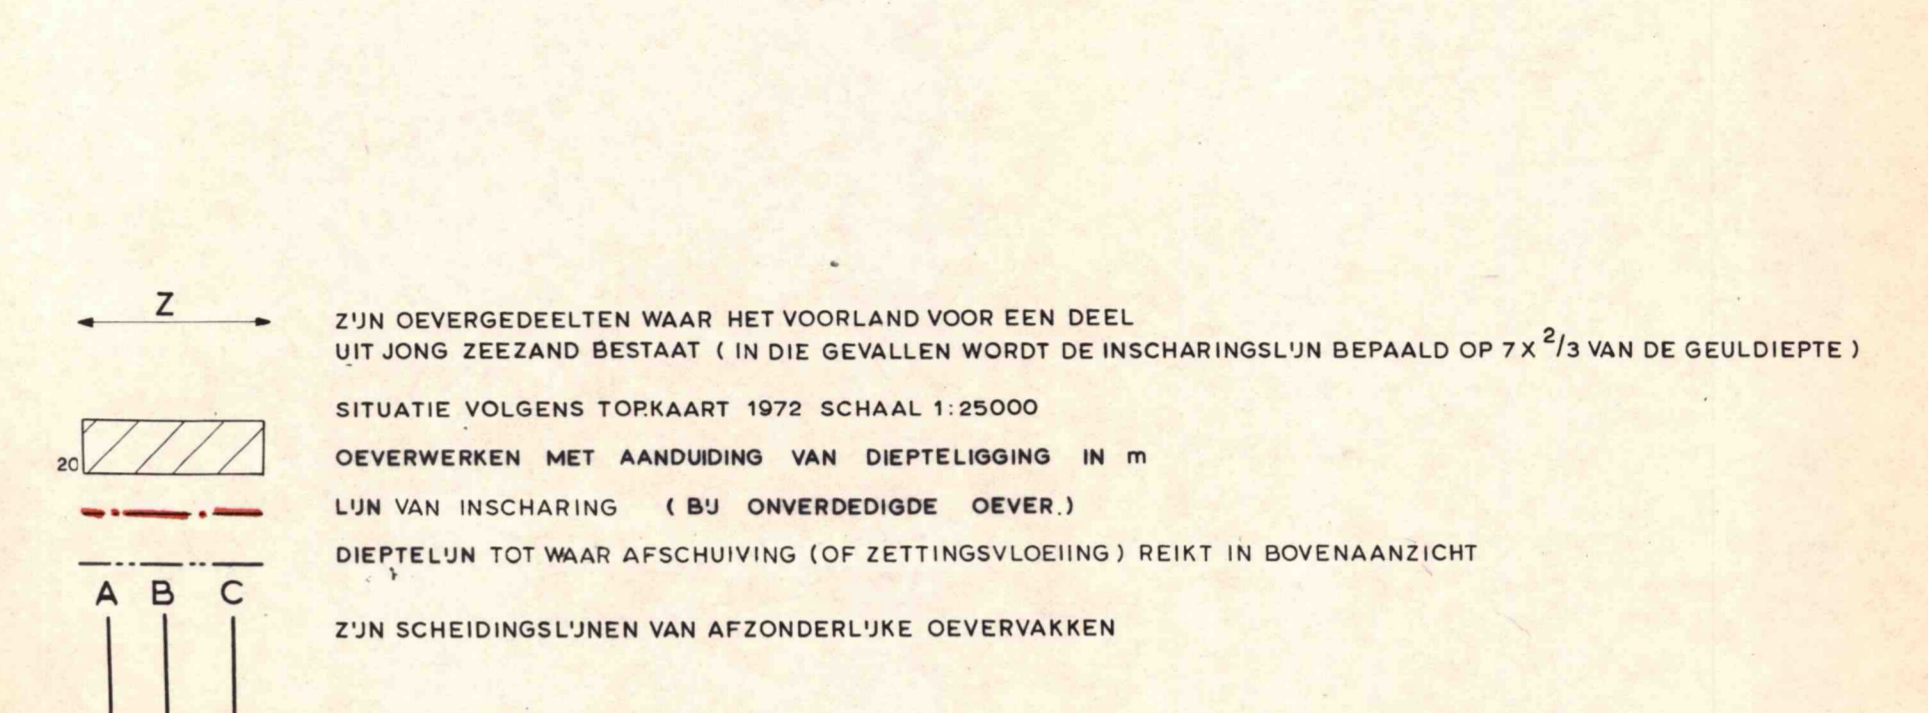 Z
ZIJN OEVERGEDEELTEN WAAR HET VOORLAND VOOR EEN DEEL
UIT JONG ZEEZAND BESTAAT ( IN DIE GEVALLEN WORDT DE INSCHARINGSLIJN BEPAALD OP 7 X 2/3 VAN DE GEULDIEPTE )
SITUATIE VOLGENS TOP.KAART 1972 SCHAAL 1:25000
20 OEVERWERKEN MET AANDUIDING VAN DIEPTELIGGING IN m
LIJN VAN INSCHARING ( BIJ ONVERDEDIGDE OEVER.)
DIEPTELIJN TOT WAAR AFSCHUIVING (OF ZETTINGSVLOEIING) REIKT IN BOVENAANZICHT
A B C
ZIJN SCHEIDINGSLIJNEN VAN AFZONDERLIJKE OEVERVAKKEN